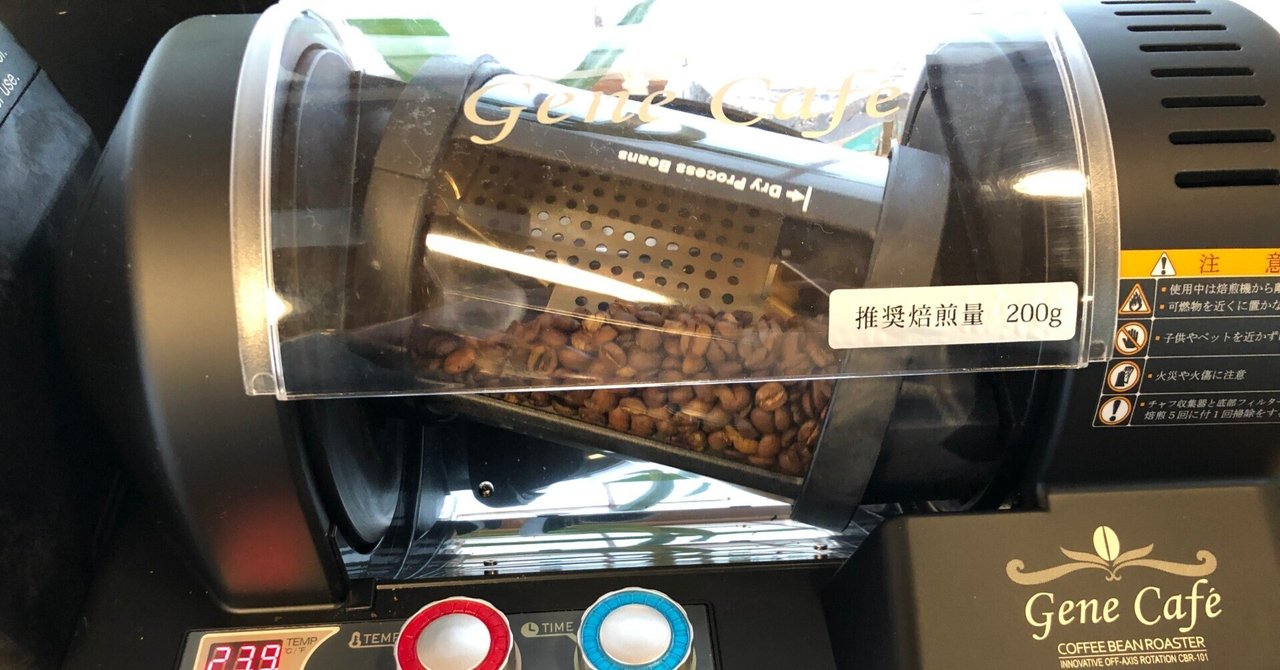 use.
Gene Café
Dry Process Beans
推奨焙煎量 200g
注 意
使用中は焙煎機から
可燃物を近くに置かな
子供やペットを近かず
火災や火傷に注意
チャフ収集器と底部フィルター
焙煎5回に付1回掃除をす
Gene Café
COFFEE BEAN ROASTER
INNOVATIVE OFF-AXIS ROTATION CBR-101
239
TEMP
°C / °F
TEMP
TIME